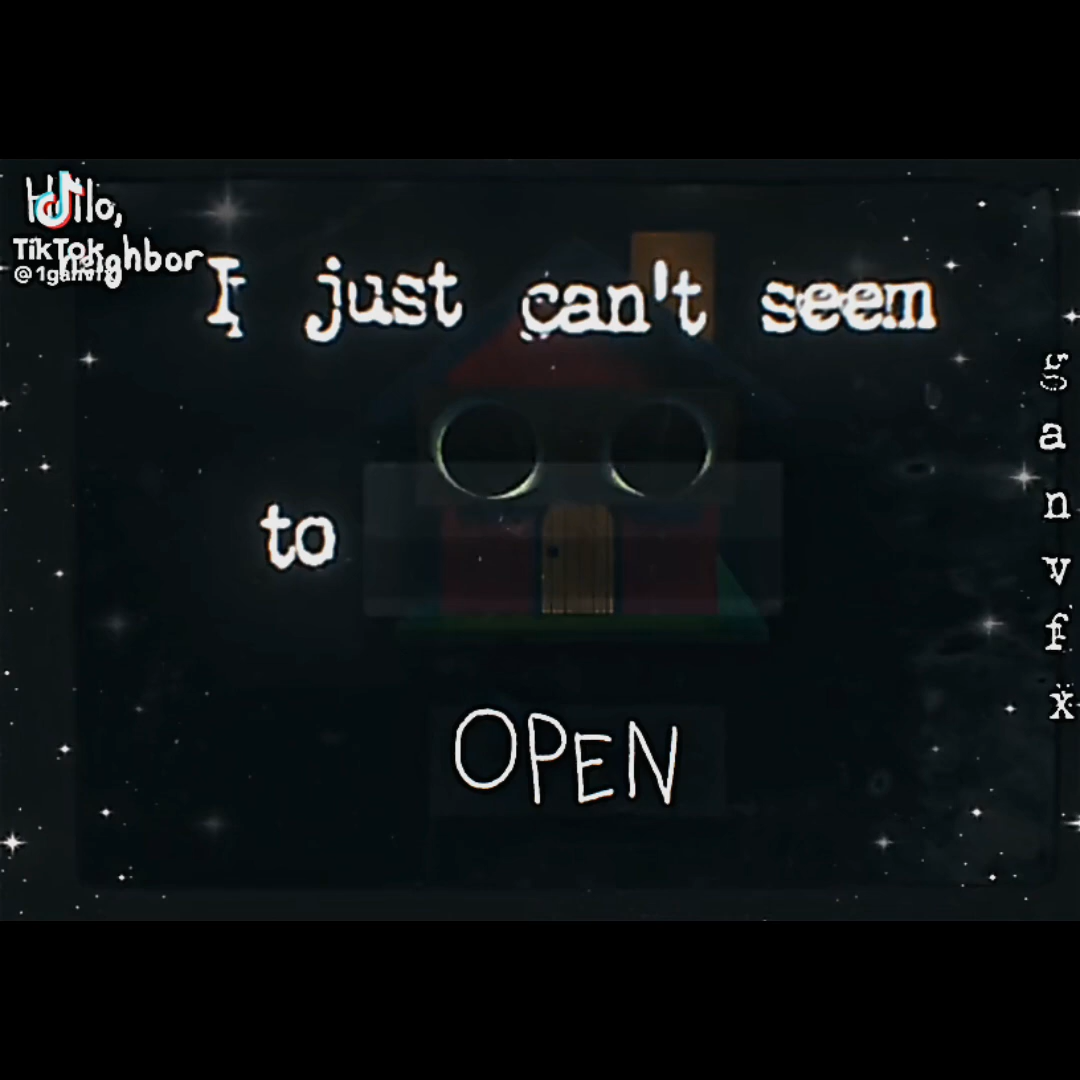 Hello,
neighbor
TikTok
I just can't seem
to
OPEN
ganvfx